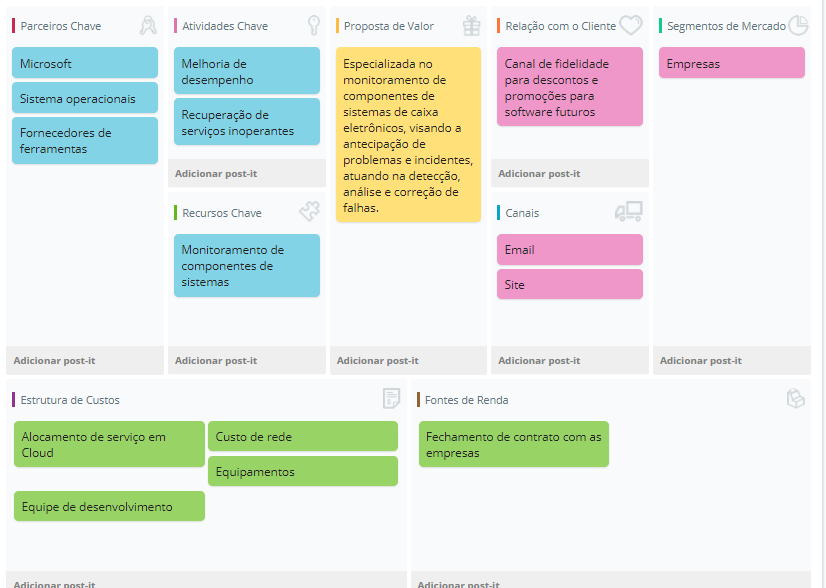 Parceiros Chave
Microsoft
Sistema operacionais
Fornecedores de
ferramentas
Adicionar post-it
Atividades Chave
Melhoria de
desempenho
Recuperação de
serviços inoperantes
Adicionar post-it
Recursos Chave
Monitoramento de
componentes de
sistemas
Adicionar post-it
Proposta de Valor
Especializada no
monitoramento de
componentes de
sistemas de caixa
eletrônicos, visando a
antecipação de
problemas e incidentes,
atuando na detecção,
análise e correção de
falhas.
Adicionar post-it
Relação com o Cliente
Canal de fidelidade
para descontos e
promoções para
software futuros
Adicionar post-it
Canais
Email
Site
Adicionar post-it
Segmentos de Mercado
Empresas
Adicionar post-it
Estrutura de Custos
Alocamento de serviço em
Cloud
Custo de rede
Equipamentos
Equipe de desenvolvimento
Adicionar post-it
Fontes de Renda
Fechamento de contrato com as
empresas
Adicionar post-it